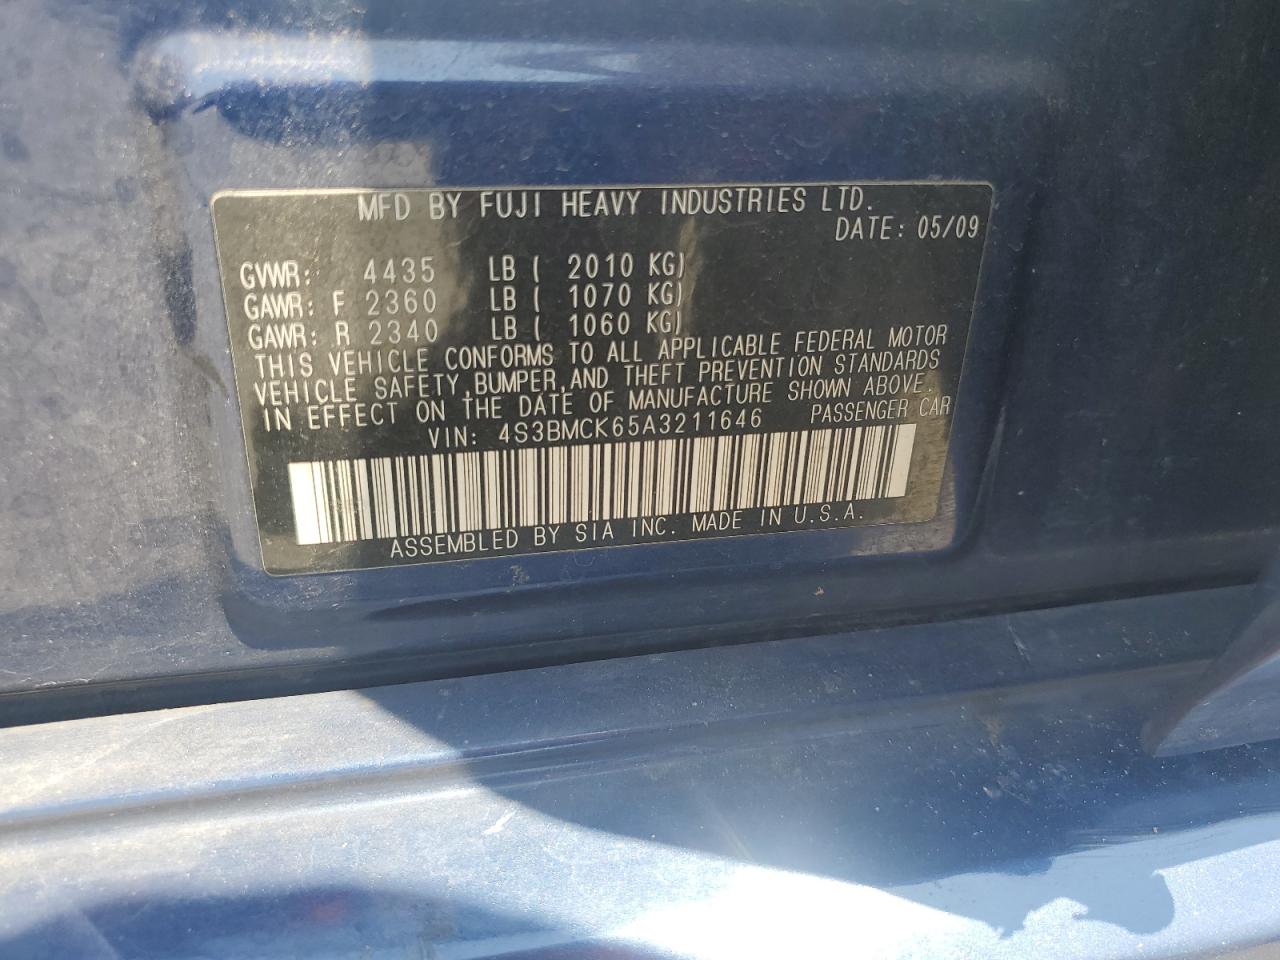 MFD BY FUJI HEAVY INDUSTRIES LTD.
DATE: 05/09
GVWR: 4435 LB ( 2010 KG)
GAWR: F 2360 LB ( 1070 KG)
GAWR: R 2340 LB ( 1060 KG)
THIS VEHICLE CONFORMS TO ALL APPLICABLE FEDERAL MOTOR
VEHICLE SAFETY,BUMPER,AND THEFT PREVENTION STANDARDS
IN EFFECT ON THE DATE OF MANUFACTURE SHOWN ABOVE.
VIN: 4S3BMCK65A3211646 PASSENGER CAR
ASSEMBLED BY SIA INC. MADE IN U.S.A.